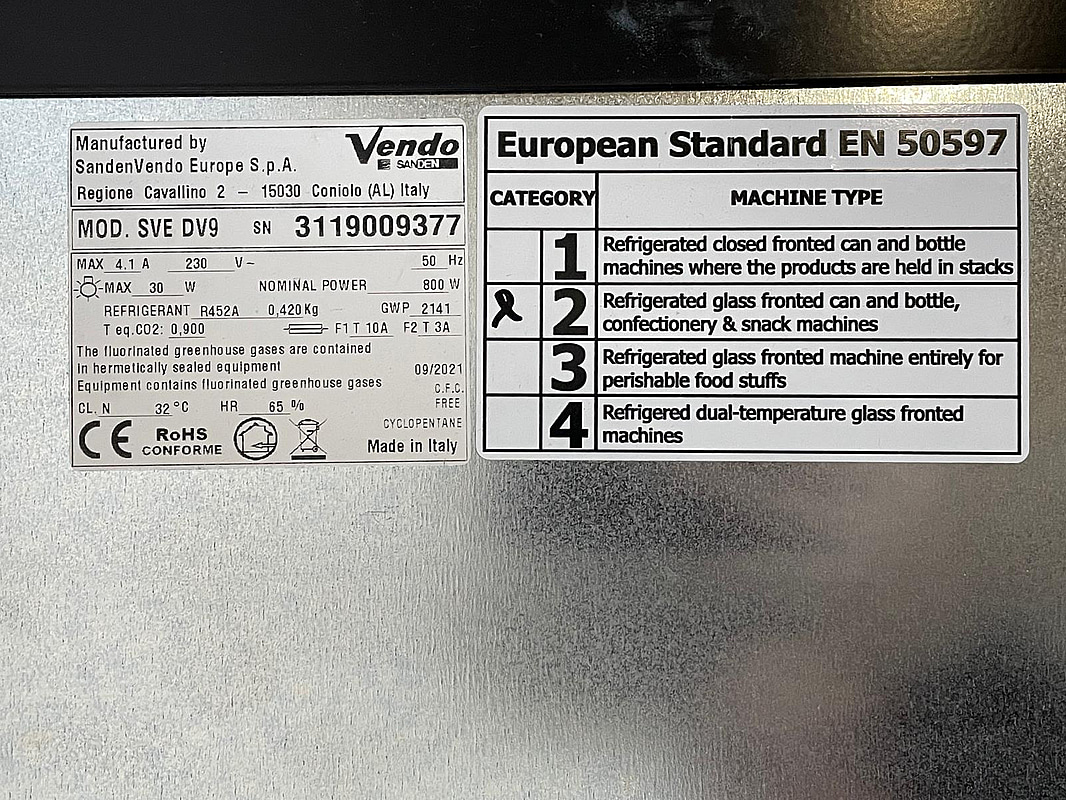 Manufactured by
SandenVendo Europe S.p.A.
Regione Cavallino 2 – 15030 Coniolo (AL) Italy
Vendo
SANDEN
MOD. SVE DV9 SN 3119009377
MAX 4.1 A 230 V~ 50 Hz
MAX 30 W NOMINAL POWER 800 W
REFRIGERANT R452A 0,420 Kg GWP 2141
T eq.CO2: 0,900 F1 T 10A F2 T 3A
The fluorinated greenhouse gases are contained
In hermetically sealed equipment 09/2021
Equipment contains fluorinated greenhouse gases
C.F.C.
FREE
CL. N 32 °C HR 65 %
CYCLOPENTANE
CE RoHS
CONFORME
Made in Italy
European Standard EN 50597
CATEGORY MACHINE TYPE
1 Refrigerated closed fronted can and bottle
machines where the products are held in stacks
2 Refrigerated glass fronted can and bottle,
confectionery & snack machines
3 Refrigerated glass fronted machine entirely for
perishable food stuffs
4 Refrigered dual-temperature glass fronted
machines